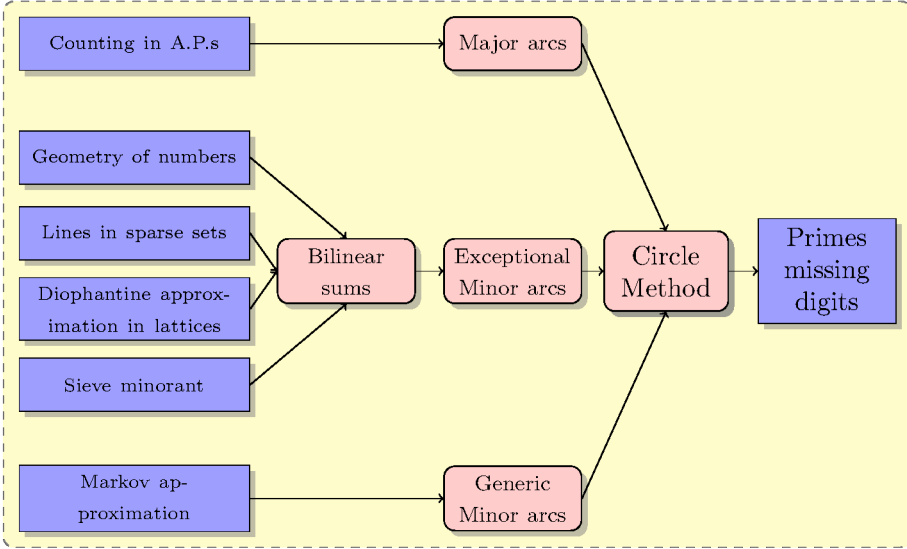 Counting in A.P.s
Major arcs
Geometry of numbers
Lines in sparse sets
Diophantine approx-
imation in lattices
Sieve minorant
Bilinear
sums
Exceptional
Minor arcs
Circle
Method
Primes
missing
digits
Markov ap-
proximation
Generic
Minor arcs